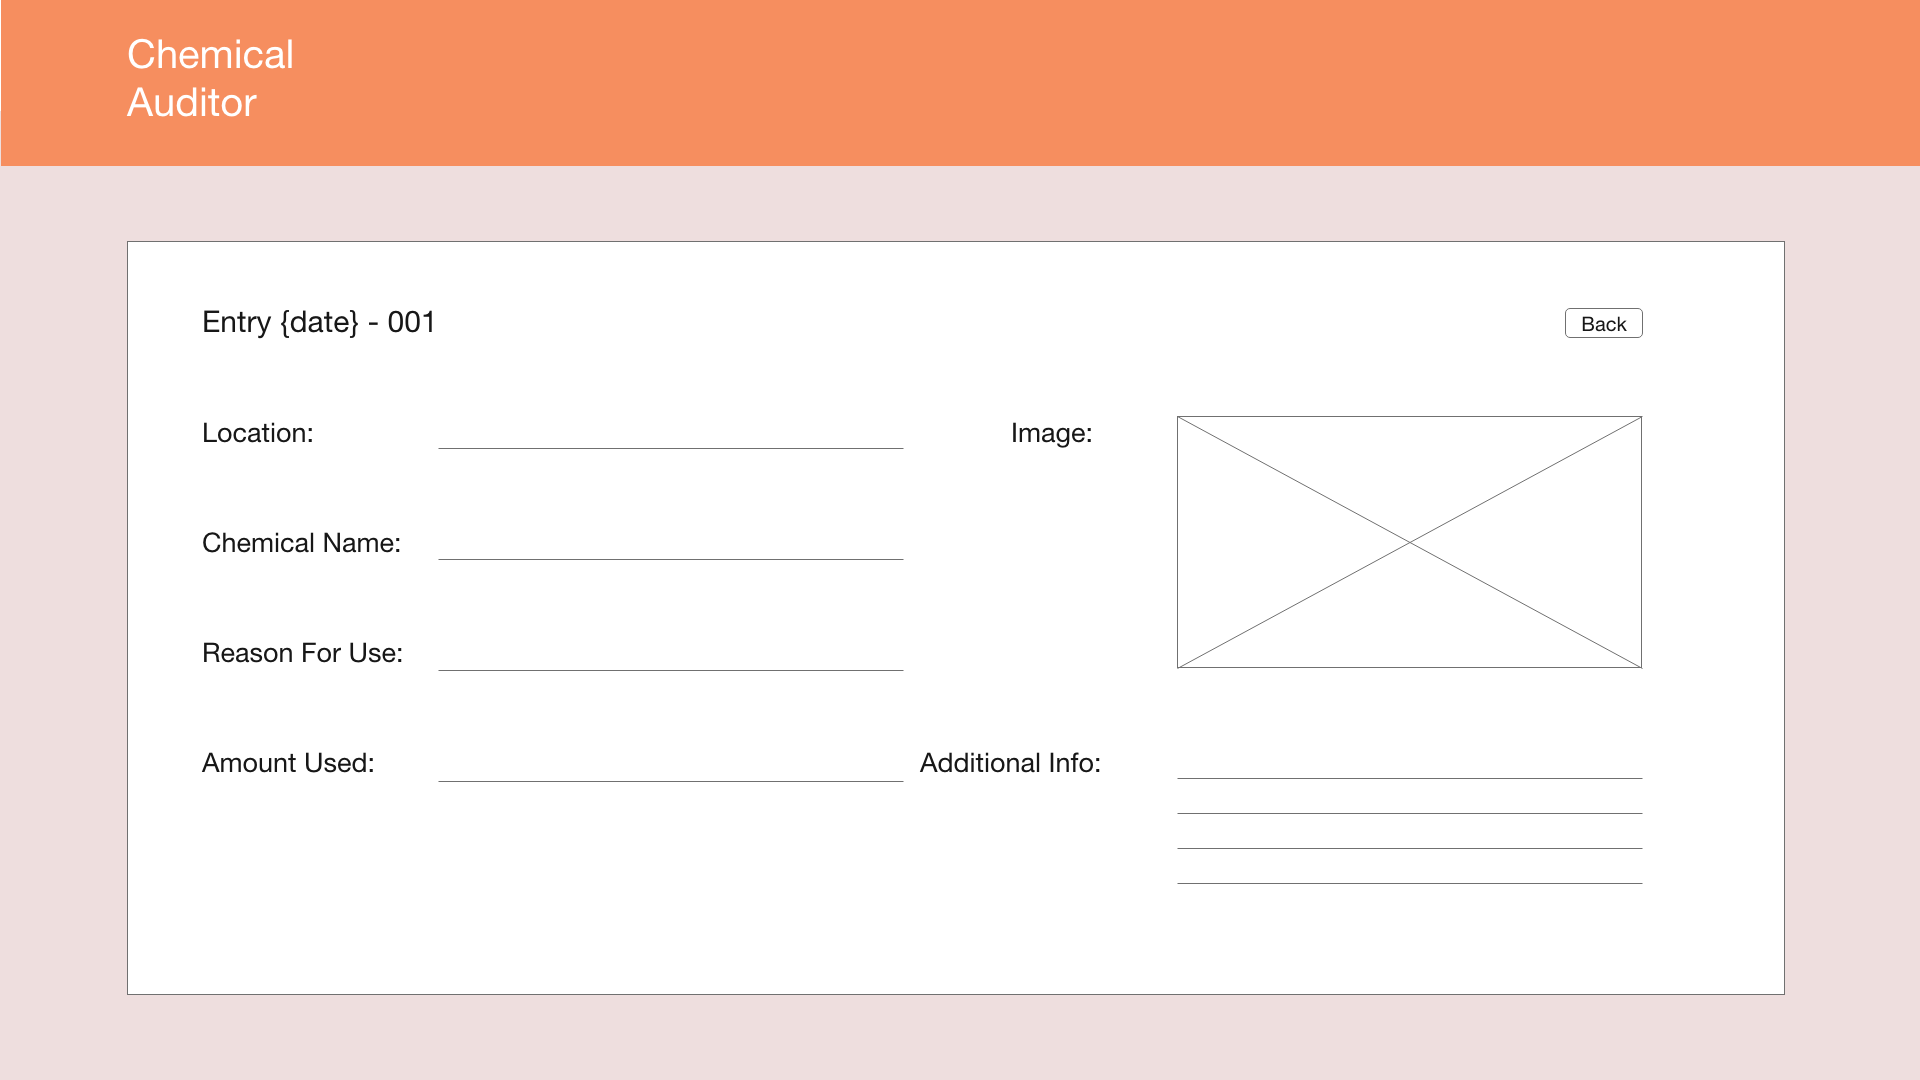 Chemical
Auditor
Entry {date} - 001
Back
Location:
Image:
Chemical Name:
Reason For Use:
Amount Used:
Additional Info: